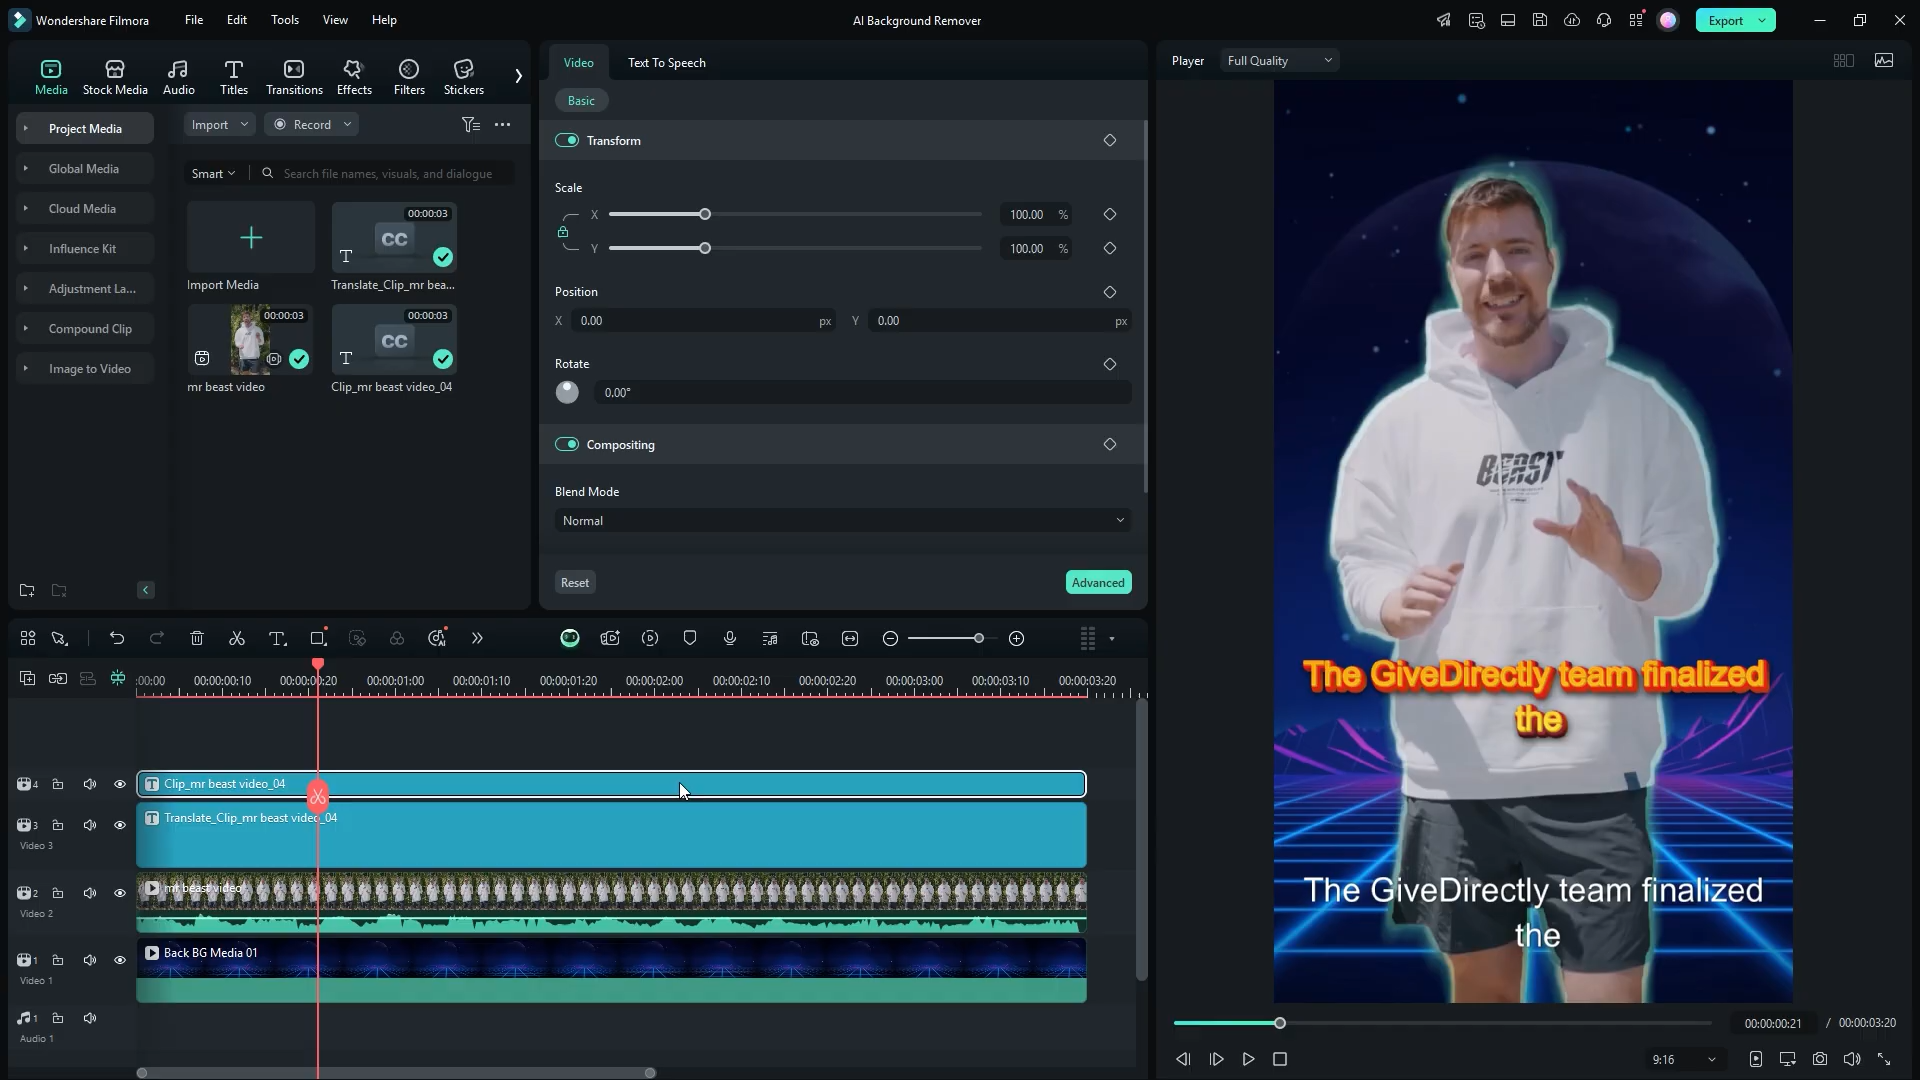 Wondershare Filmora
File
Edit
Tools
View
Help
AI Background Remover
Export
Media
Stock Media
Audio
Titles
Transitions
Effects
Filters
Stickers
Project Media
Global Media
Cloud Media
Influence Kit
Adjustment La...
Compound Clip
Image to Video
Import
Record
Smart
Search file names, visuals, and dialogue
Import Media
00:00:03
CC
T
Translate_Clip_mr bea...
00:00:03
mr beast video
00:00:03
CC
T
Clip_mr beast video_04
Video
Text To Speech
Basic
Transform
Scale
X
100.00 %
Y
100.00 %
Position
X 0.00 px
Y 0.00 px
Rotate
0.00°
Compositing
Blend Mode
Normal
Reset
Advanced
Player
Full Quality
BEAST
The GiveDirectly team finalized
the
The GiveDirectly team finalized
the
00:00:00:21 / 00:00:03:20
9:16
:00:00
00:00:00:10
00:00:00:20
00:00:01:00
00:00:01:10
00:00:01:20
00:00:02:00
00:00:02:10
00:00:02:20
00:00:03:00
00:00:03:10
00:00:03:20
4
T Clip_mr beast video_04
3
Video 3
T Translate_Clip_mr beast video_04
2
Video 2
mr beast video
1
Video 1
Back BG Media 01
1
Audio 1